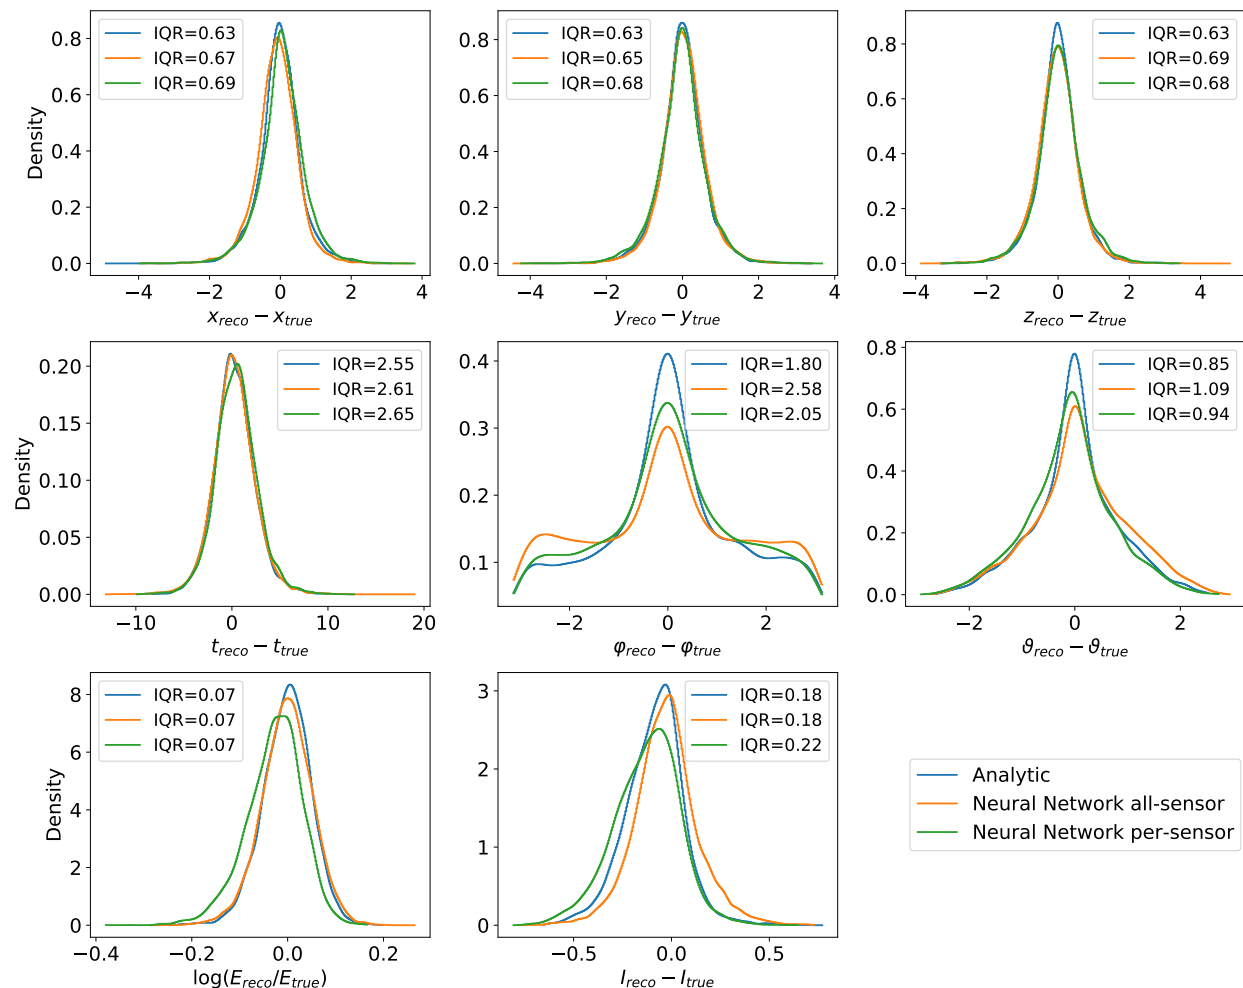 Density
0.0
0.2
0.4
0.6
0.8
IQR=0.63
IQR=0.67
IQR=0.69
−4 −2 0 2 4
x_reco − x_true
0.0
0.2
0.4
0.6
0.8
IQR=0.63
IQR=0.65
IQR=0.68
−4 −2 0 2 4
y_reco − y_true
0.0
0.2
0.4
0.6
0.8
IQR=0.63
IQR=0.69
IQR=0.68
−4 −2 0 2 4
z_reco − z_true
Density
0.00
0.05
0.10
0.15
0.20
IQR=2.55
IQR=2.61
IQR=2.65
−10 0 10 20
t_reco − t_true
0.1
0.2
0.3
0.4
IQR=1.80
IQR=2.58
IQR=2.05
−2 0 2
φ_reco − φ_true
0.0
0.2
0.4
0.6
0.8
IQR=0.85
IQR=1.09
IQR=0.94
−2 0 2
ϑ_reco − ϑ_true
Density
0
2
4
6
8
IQR=0.07
IQR=0.07
IQR=0.07
−0.4 −0.2 0.0 0.2
log(E_reco/E_true)
0
1
2
3
IQR=0.18
IQR=0.18
IQR=0.22
−0.5 0.0 0.5
I_reco − I_true
Analytic
Neural Network all-sensor
Neural Network per-sensor